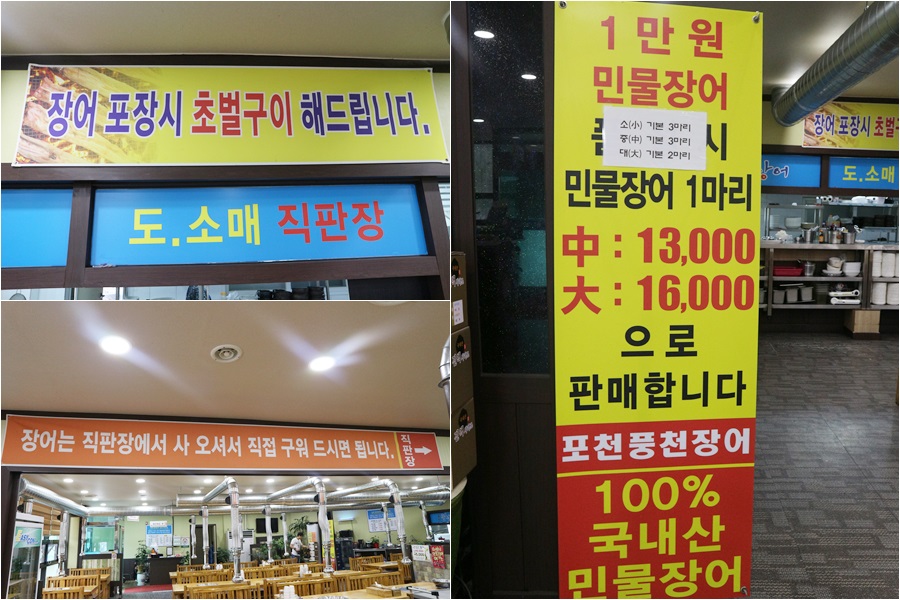 장어 포장시 초벌구이 해드립니다.
도.소매 직판장
장어는 직판장에서 사 오셔서 직접 구워 드시면 됩니다.
직판장
1만원
민물장어
소(小) 기본 3마리
중(中) 기본 3마리
대(大) 기본 2마리
시
민물장어 1마리
中 : 13,000
大 : 16,000
으로
판매합니다
포천풍천장어
100%
국내산
민물장어
장어 포장시 초벌
장어
도.소매